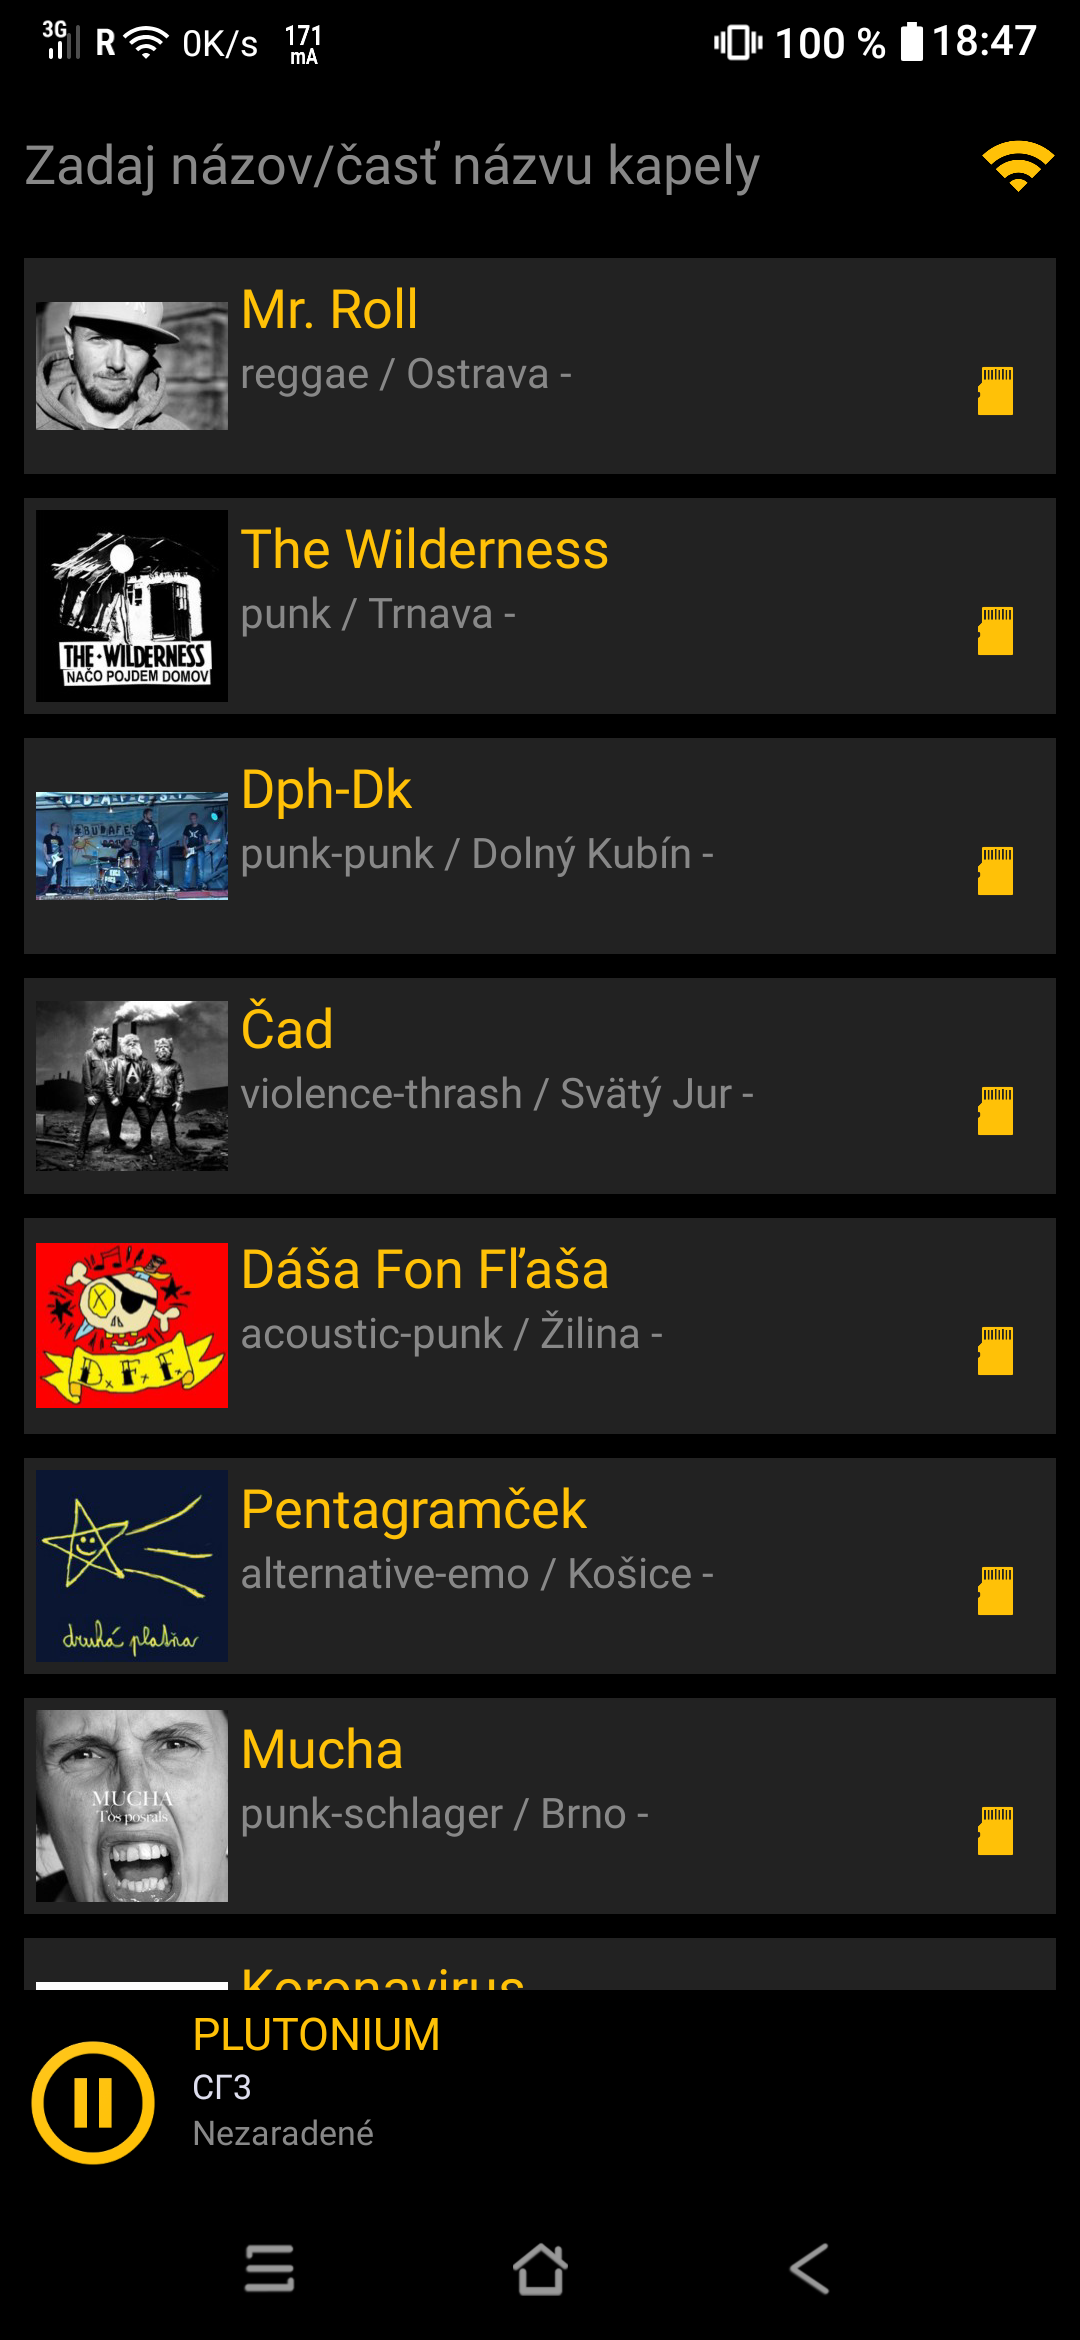 3G R 0K/s 171 mA 100 % 18:47
Zadaj názov/časť názvu kapely
Mr. Roll
reggae / Ostrava -
The Wilderness
punk / Trnava -
THE·WILDERNESS
NAČO POJDEM DOMOV
Dph-Dk
punk-punk / Dolný Kubín -
Čad
violence-thrash / Svätý Jur -
A
Dáša Fon Fľaša
acoustic-punk / Žilina -
D. F. F.
Pentagramček
alternative-emo / Košice -
druhá platňa
Mucha
punk-schlager / Brno -
MUCHA
Tos posrals
Koronavirus
PLUTONIUM
СГЗ
Nezaradené